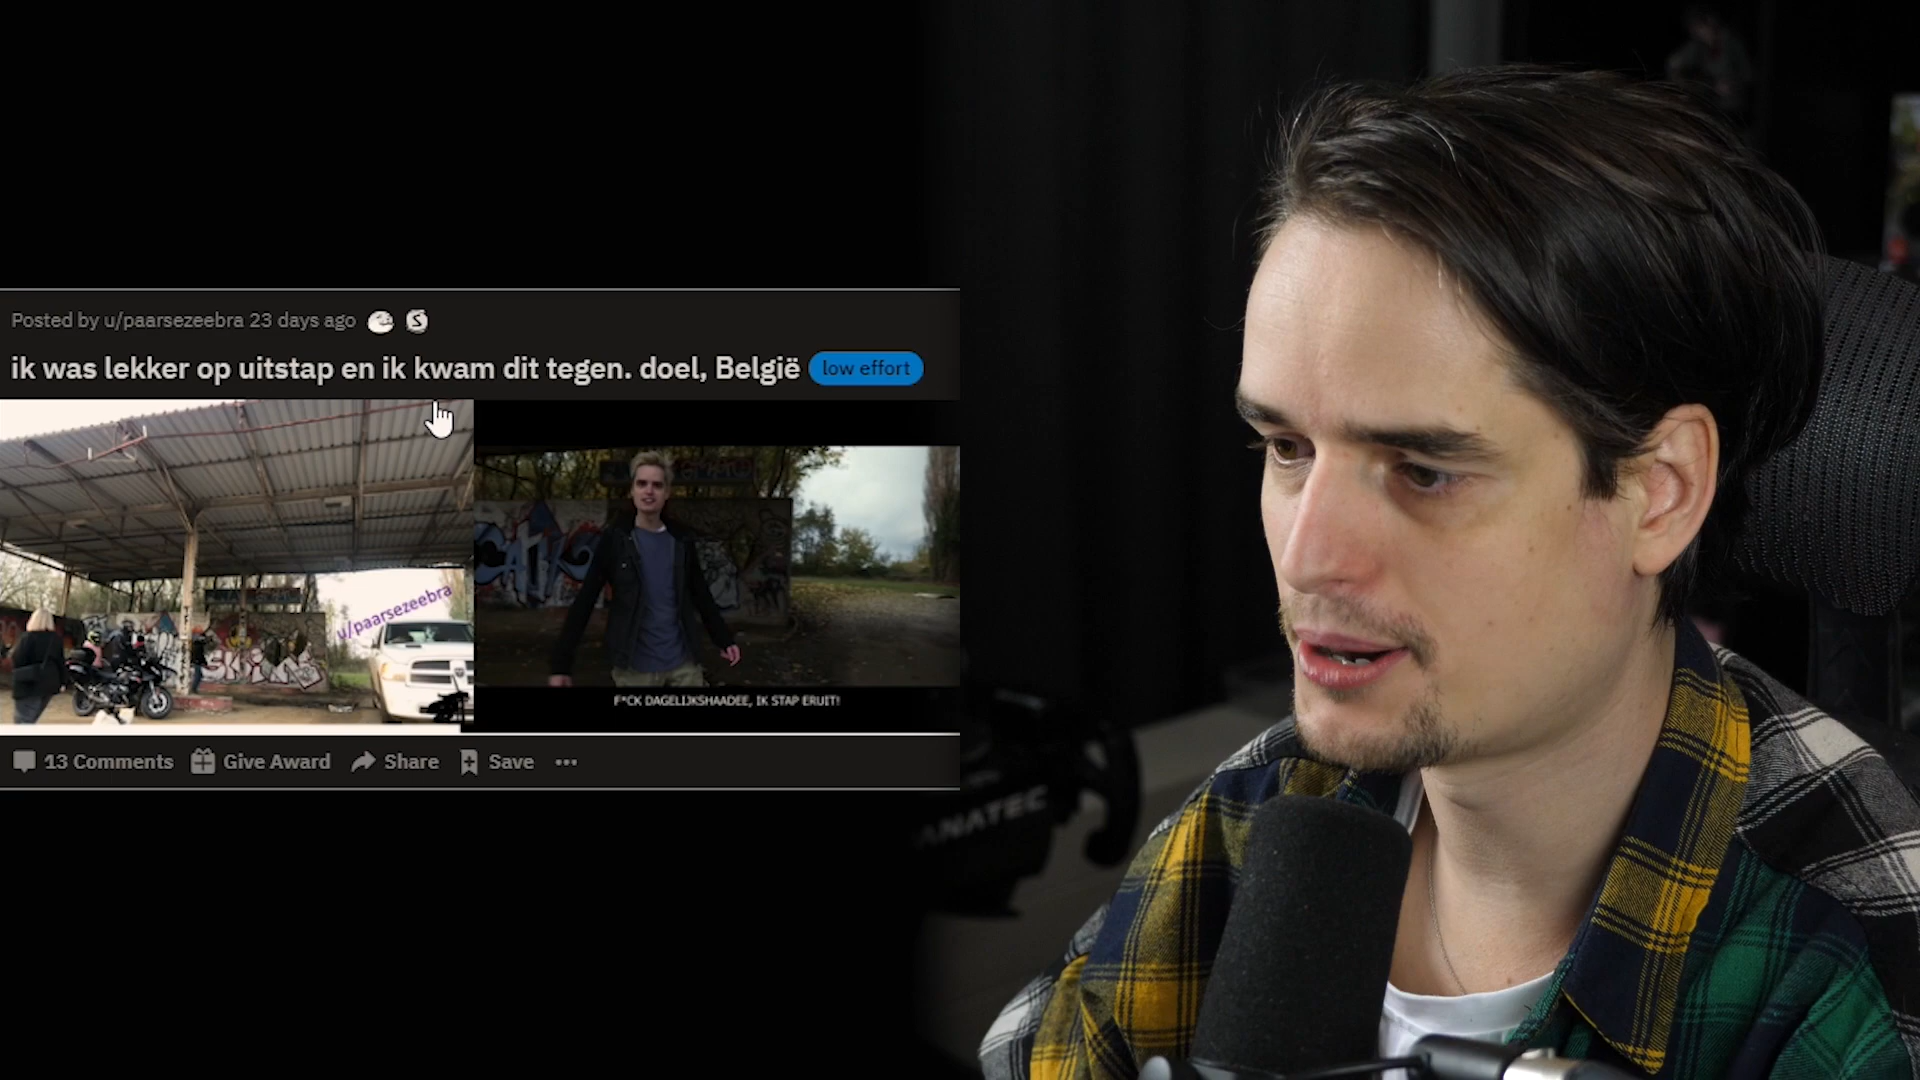 Posted by u/paarsezeebra 23 days ago
ik was lekker op uitstap en ik kwam dit tegen. doel, België low effort
u/paarsezeebra
F*CK DAGELIJKSHAADEE, IK STAP ERUIT!
13 Comments Give Award Share Save ...
ANATEC